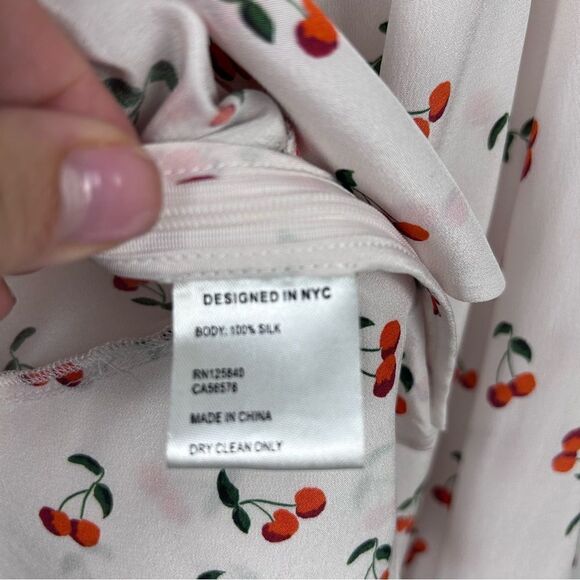 DESIGNED IN NYC
BODY: 100% SILK
RN125840
CA56578
MADE IN CHINA
DRY CLEAN ONLY